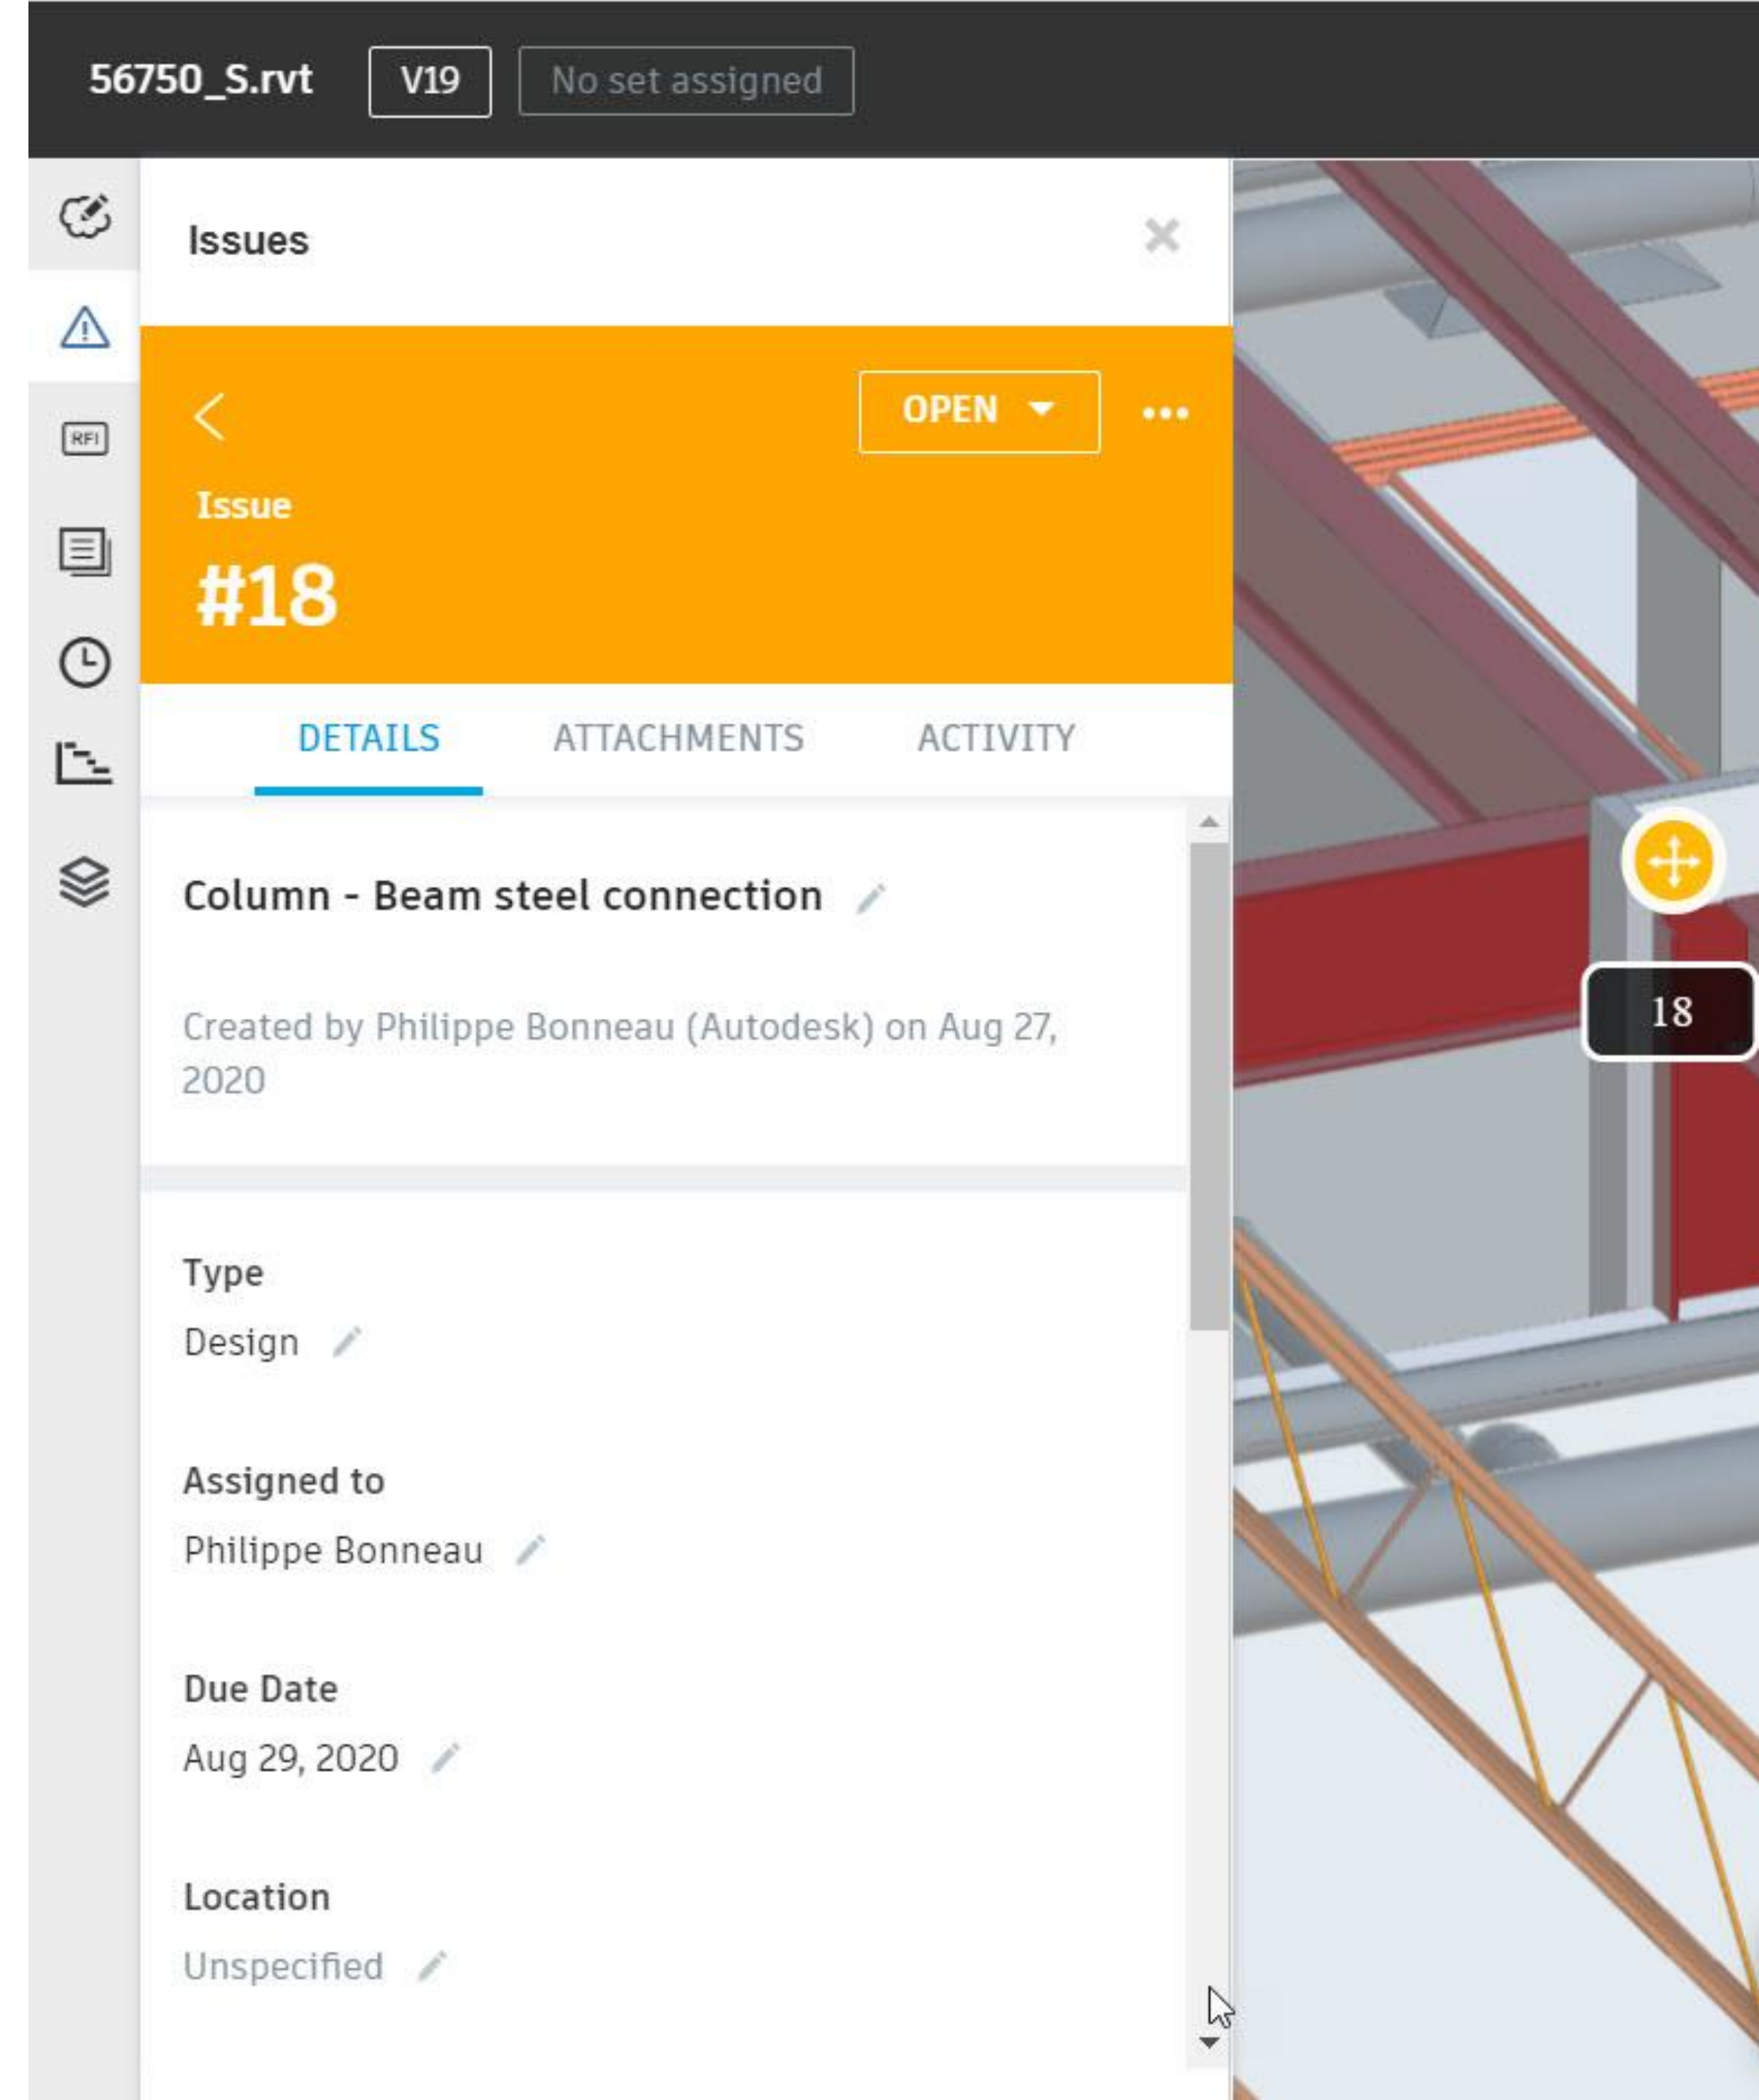 56750_S.rvt V19 No set assigned
Issues
RFI
OPEN
Issue
#18
DETAILS ATTACHMENTS ACTIVITY
Column - Beam steel connection
Created by Philippe Bonneau (Autodesk) on Aug 27,
2020
18
Type
Design
Assigned to
Philippe Bonneau
Due Date
Aug 29, 2020
Location
Unspecified